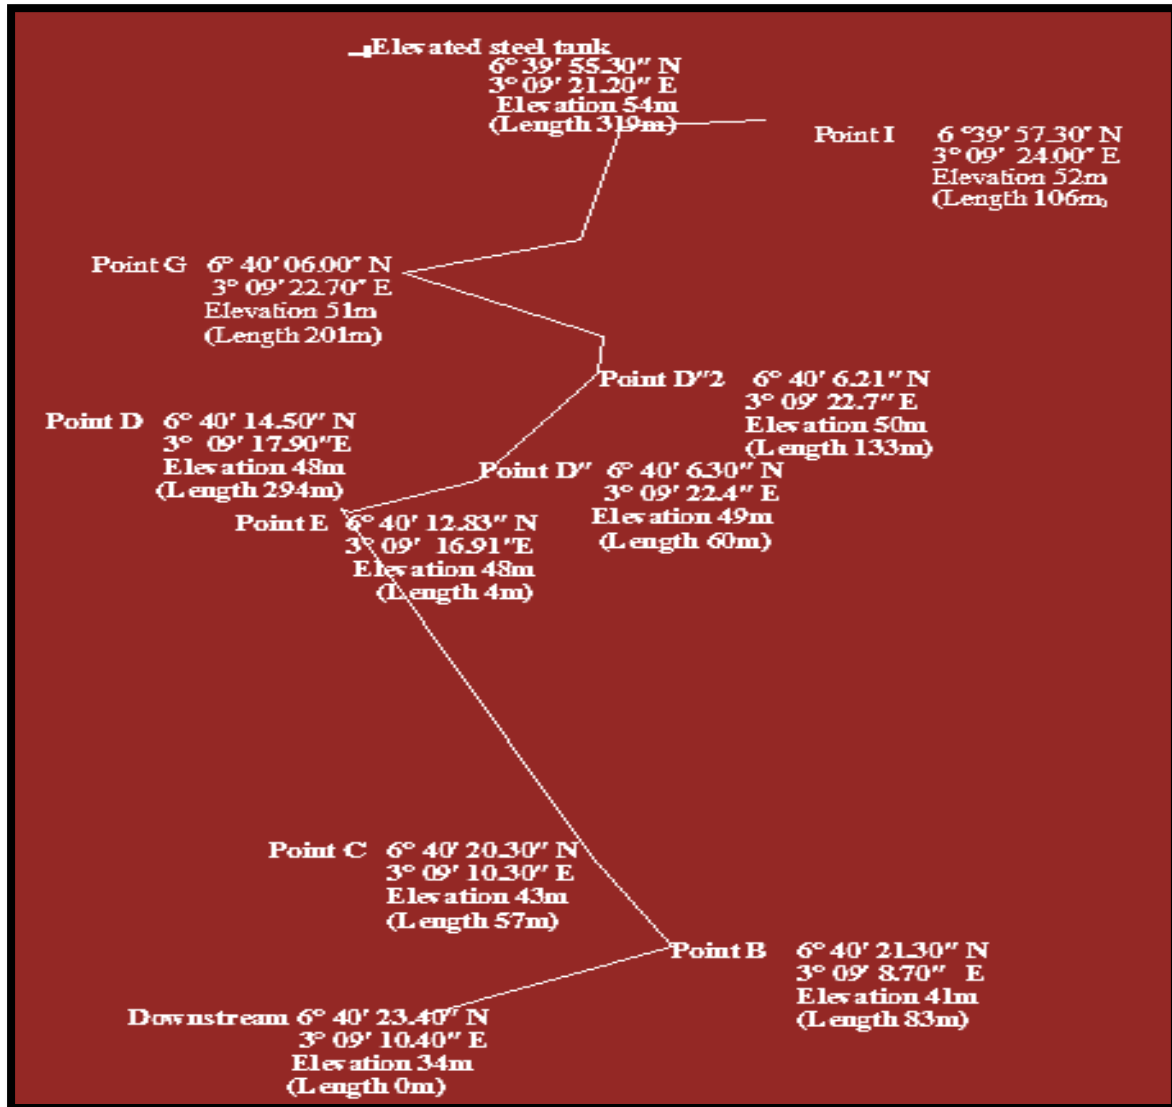 Elevated steel tank
6° 39′ 55.30″ N
3° 09′ 21.20″ E
Elevation 54m
(Length 319m)
Point I 6 °39′ 57.30″ N
3° 09′ 24.00″ E
Elevation 52m
(Length 106m)
Point G 6° 40′ 06.00″ N
3° 09′ 22.70″ E
Elevation 51m
(Length 201m)
Point D″2 6° 40′ 6.21″ N
3° 09′ 22.7″ E
Elevation 50m
(Length 133m)
Point D 6° 40′ 14.50″ N
3° 09′ 17.90″E
Elevation 48m
(Length 294m)
Point D″ 6° 40′ 6.30″ N
3° 09′ 22.4″ E
Elevation 49m
(Length 60m)
Point E 6° 40′ 12.83″ N
3° 09′ 16.91″E
Elevation 48m
(Length 4m)
Point C 6° 40′ 20.30″ N
3° 09′ 10.30″ E
Elevation 43m
(Length 57m)
Point B 6° 40′ 21.30″ N
3° 09′ 8.70″ E
Elevation 41m
(Length 83m)
Downstream 6° 40′ 23.40″ N
3° 09′ 10.40″ E
Elevation 34m
(Length 0m)